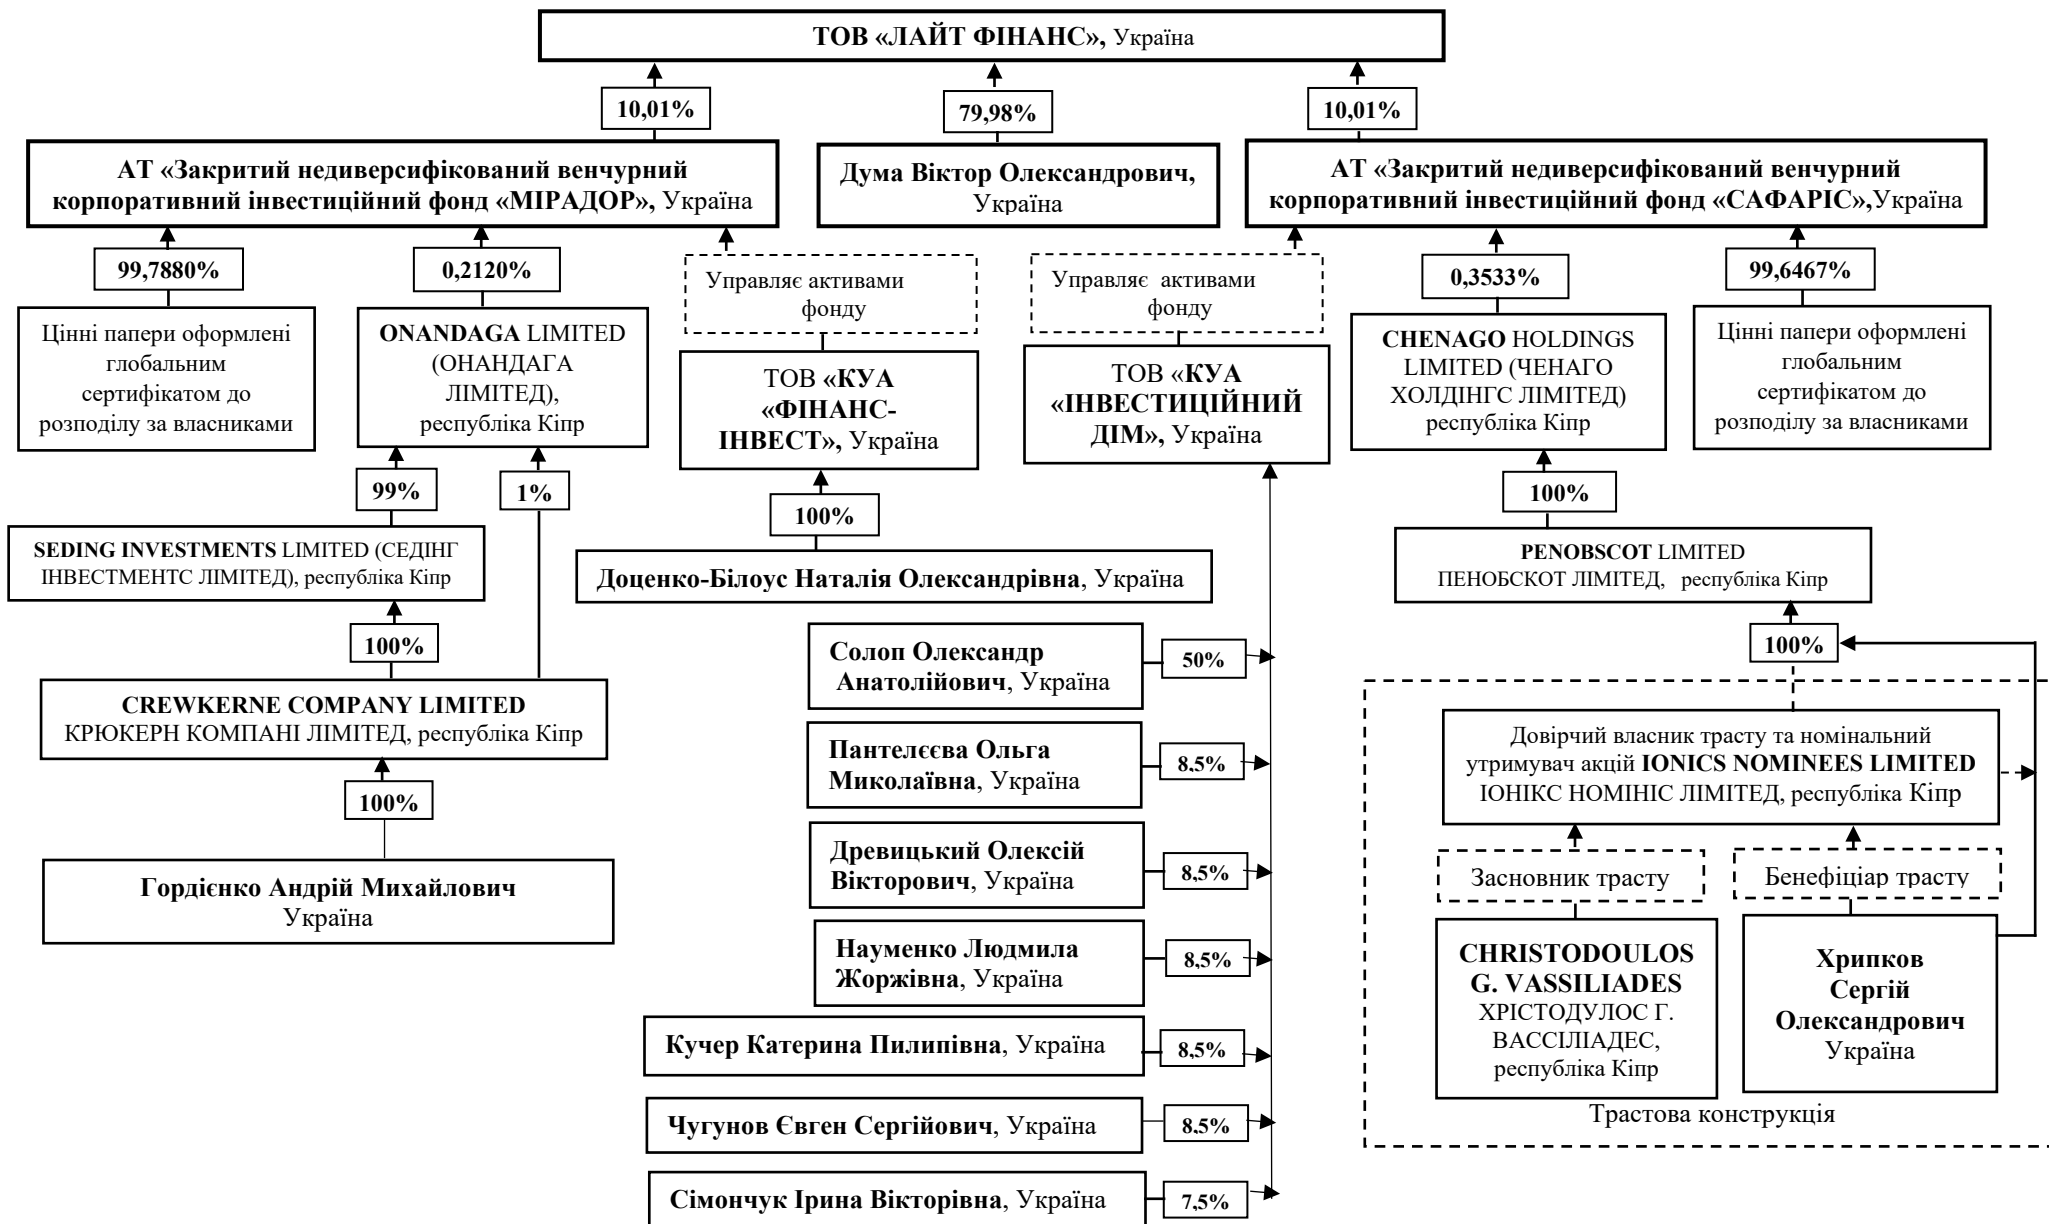 ТОВ «ЛАЙТ ФІНАНС», Україна
10,01%
79,98%
10,01%
АТ «Закритий недиверсифікований венчурний
корпоративний інвестиційний фонд «МІРАДОР», Україна
Дума Віктор Олександрович,
Україна
АТ «Закритий недиверсифікований венчурний
корпоративний інвестиційний фонд «САФАРІС»,Україна
99,7880%
0,2120%
Управляє активами
фонду
Управляє активами
фонду
0,3533%
99,6467%
Цінні папери оформлені
глобальним
сертифікатом до
розподілу за власниками
ONANDAGA LIMITED
(ОНАНДАГА
ЛІМІТЕД),
республіка Кіпр
ТОВ «КУА
«ФІНАНС-
ІНВЕСТ», Україна
ТОВ «КУА
«ІНВЕСТИЦІЙНИЙ
ДІМ», Україна
CHENAGO HOLDINGS
LIMITED (ЧЕНАГО
ХОЛДІНГС ЛІМІТЕД)
республіка Кіпр
Цінні папери оформлені
глобальним
сертифікатом до
розподілу за власниками
99%
1%
100%
100%
SEDING INVESTMENTS LIMITED (СЕДІНГ
ІНВЕСТМЕНТС ЛІМІТЕД), республіка Кіпр
Доценко-Білоус Наталія Олександрівна, Україна
PENOBSCOT LIMITED
ПЕНОБСКОТ ЛІМІТЕД, республіка Кіпр
100%
Солоп Олександр
Анатолійович, Україна
50%
100%
CREWKERNE COMPANY LIMITED
КРЮКЕРН КОМПАНІ ЛІМІТЕД, республіка Кіпр
Пантелєєва Ольга
Миколаївна, Україна
8,5%
Довірчий власник трасту та номінальний
утримувач акцій IONICS NOMINEES LIMITED
ІОНІКС НОМІНІС ЛІМІТЕД, республіка Кіпр
100%
Гордієнко Андрій Михайлович
Україна
Древицький Олексій
Вікторович, Україна
8,5%
Засновник трасту
Бенефіціар трасту
Науменко Людмила
Жоржівна, Україна
8,5%
CHRISTODOULOS
G. VASSILIADES
ХРІСТОДУЛОС Г.
ВАССІЛІАДЕС,
республіка Кіпр
Хрипков
Сергій
Олександрович
Україна
Кучер Катерина Пилипівна, Україна
8,5%
Чугунов Євген Сергійович, Україна
8,5%
Трастова конструкція
Сімончук Ірина Вікторівна, Україна
7,5%